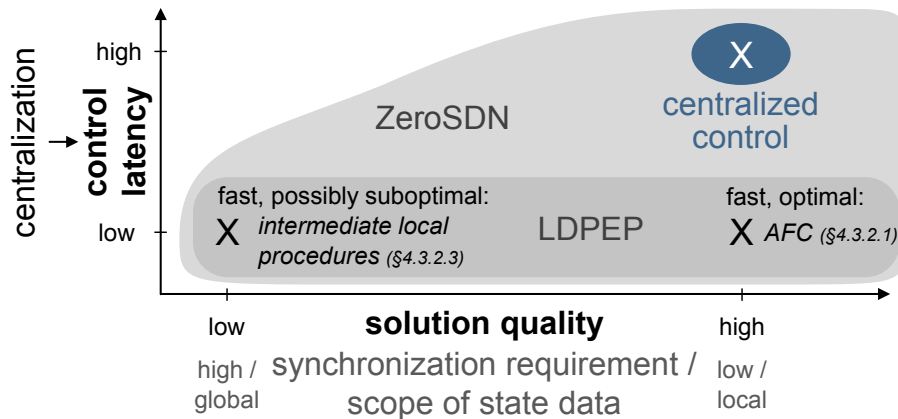 centralization →
control
latency
high
low
ZeroSDN
X
centralized
control
fast, possibly suboptimal:
X intermediate local
procedures (§4.3.2.3)
LDPEP
fast, optimal:
X AFC (§4.3.2.1)
low
solution quality
high
high /
global
synchronization requirement /
scope of state data
low /
local